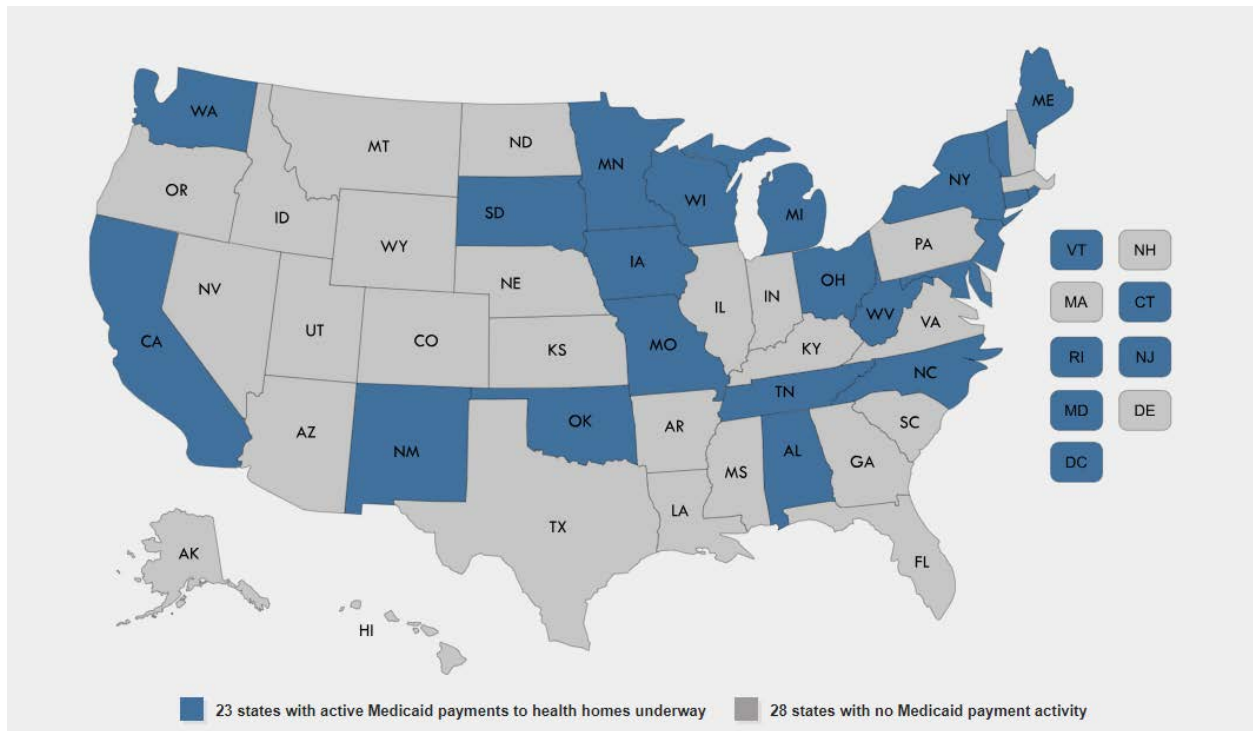 ME
WA
MT
ND
MN
OR
NY
ID
SD
WI
MI
WY
PA
VT
NH
IA
NE
OH
NV
IL
IN
MA
CT
UT
WV
VA
CO
CA
KS
MO
KY
RI
NJ
NC
TN
MD
DE
OK
AR
SC
AZ
NM
AL
GA
DC
MS
LA
TX
AK
FL
HI
23 states with active Medicaid payments to health homes underway
28 states with no Medicaid payment activity